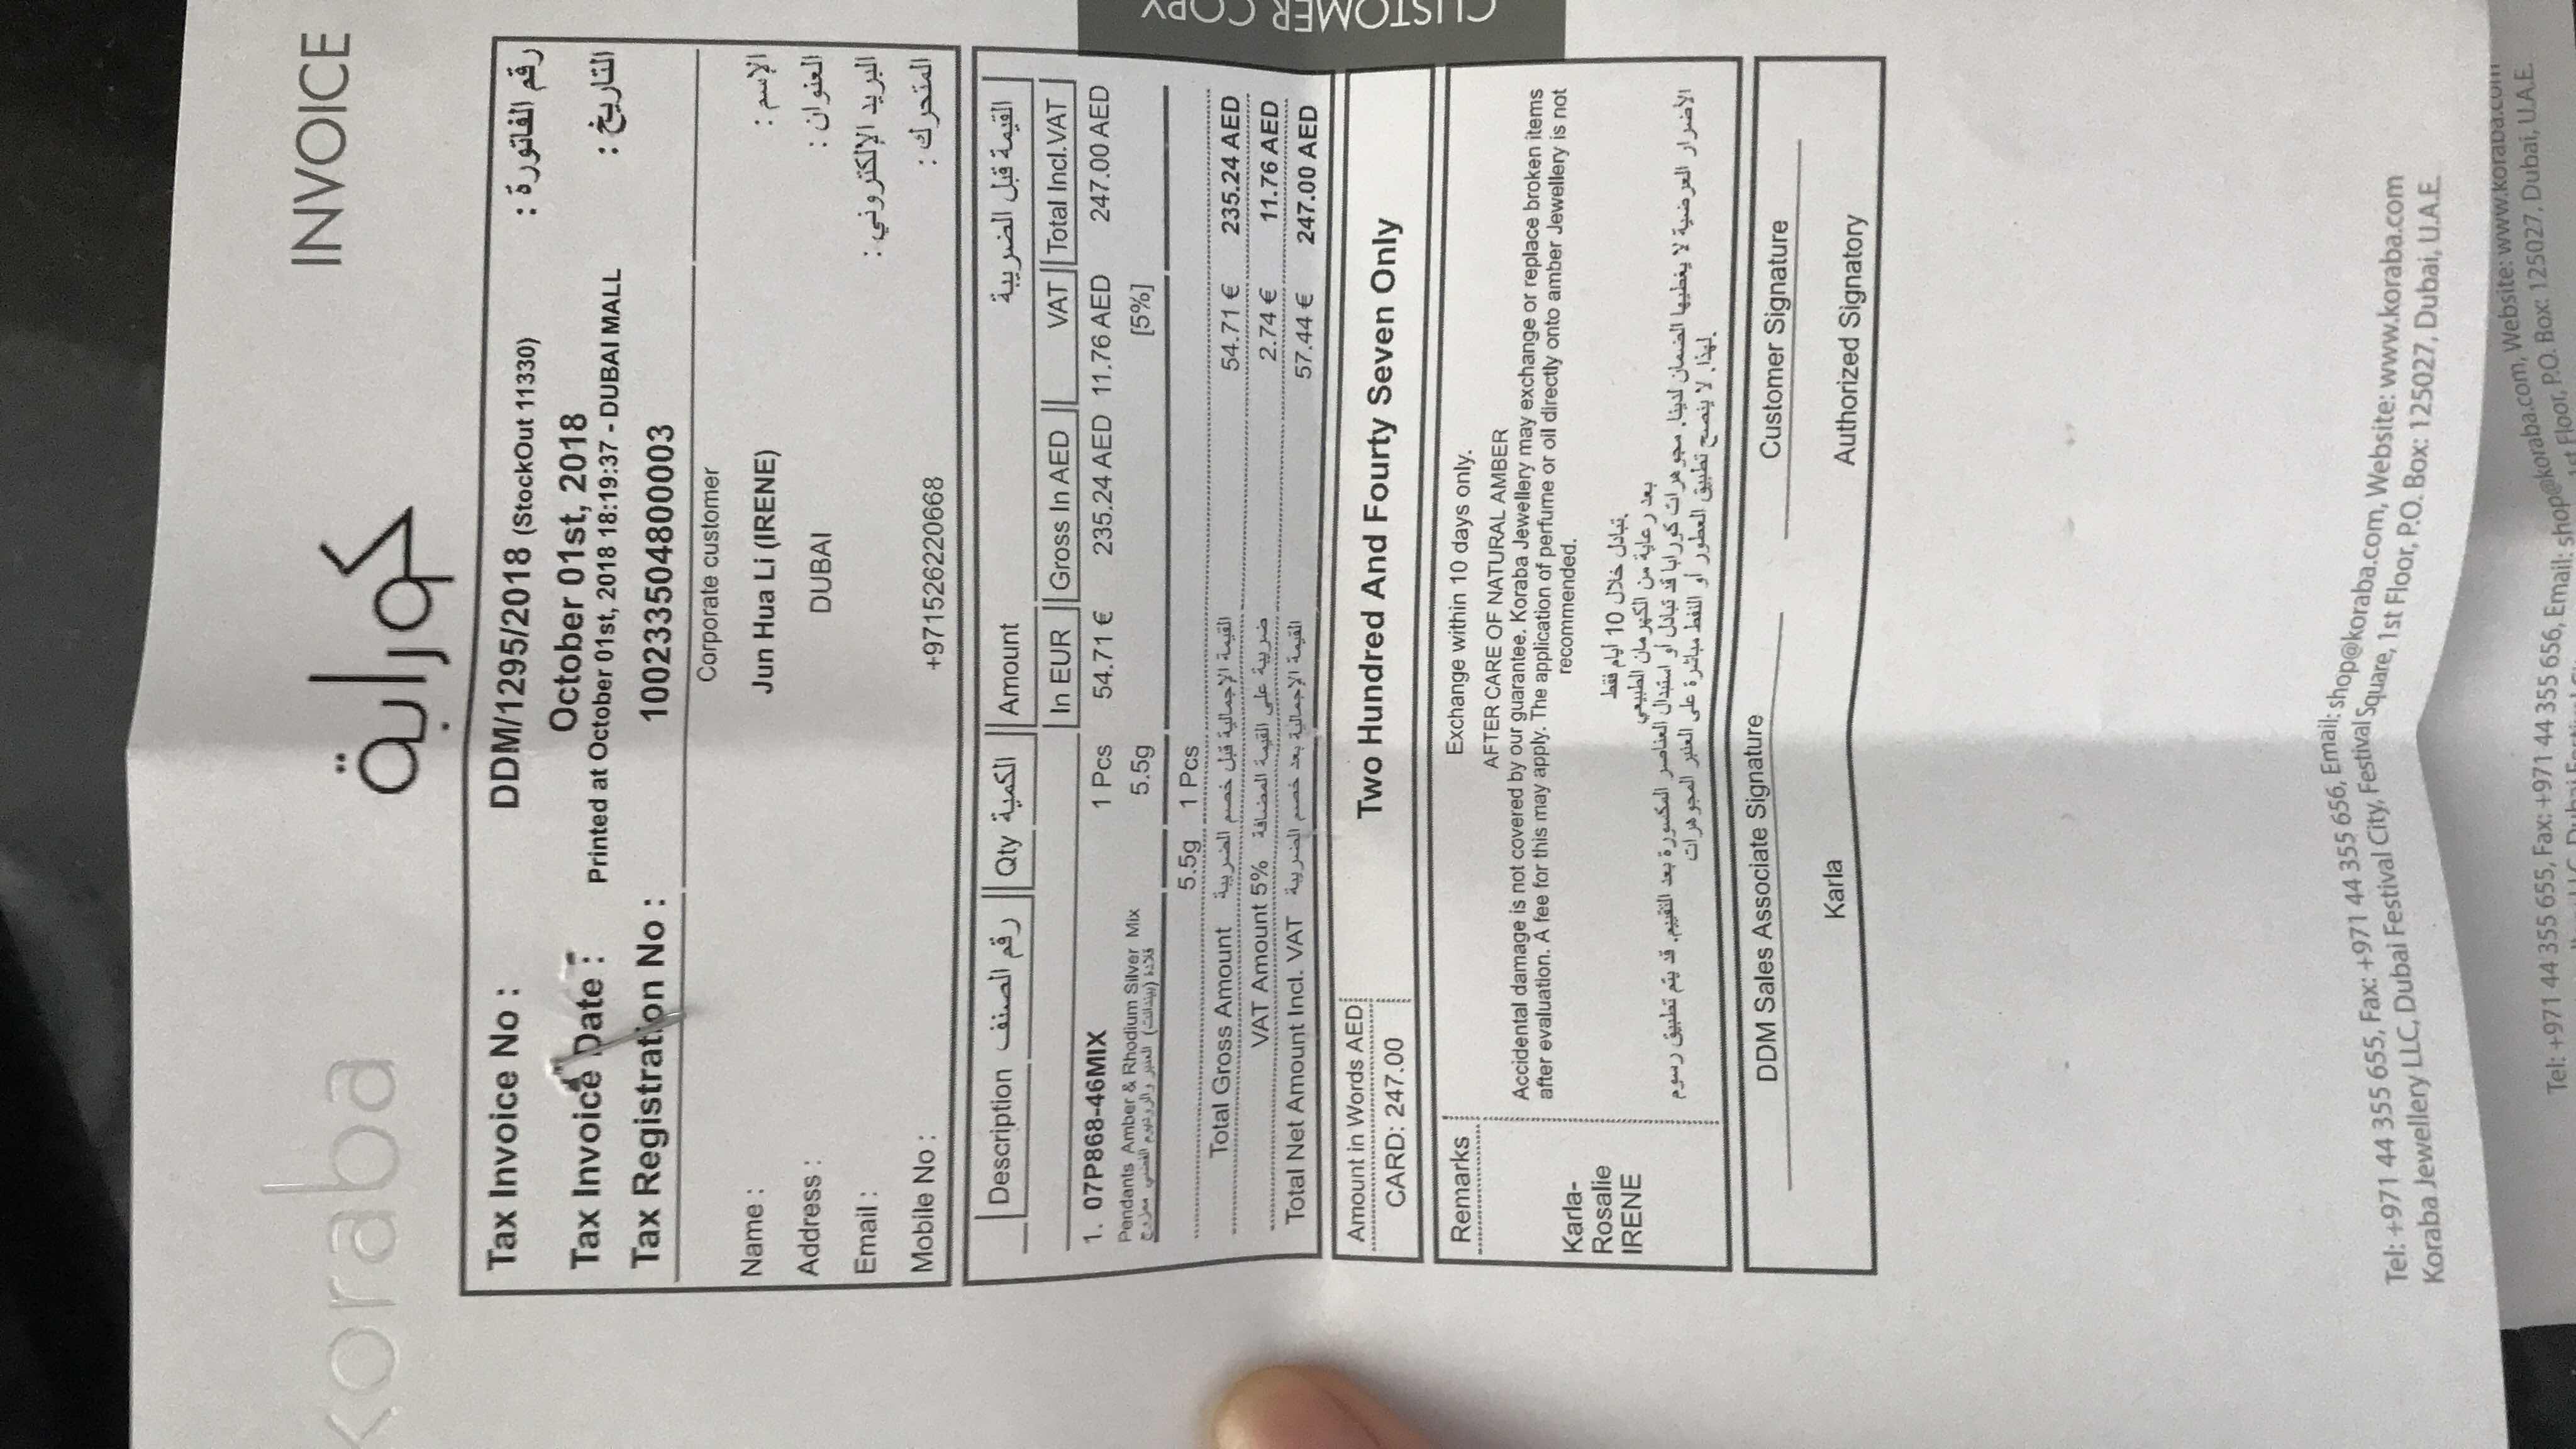 koraba
كورابة
INVOICE
Tax Invoice No : DDM/1295/2018 (StockOut 11330) رقم الفاتورة :
Tax Invoice Date : October 01st, 2018 التاريخ :
Printed at October 01st, 2018 18:19:37 - DUBAI MALL
Tax Registration No : 100233504800003
Corporate customer
Name : Jun Hua Li (IRENE) الإسم :
Address : DUBAI العنوان :
Email : البريد الإلكتروني :
Mobile No : +971526220668 المتحرك :
Description رقم الصنف Qty الكمية Amount القيمة قبل الضريبة
In EUR Gross In AED VAT Total Incl.VAT
1. 07P868-46MIX 1 Pcs 54.71 € 235.24 AED 11.76 AED 247.00 AED
Pendants Amber & Rhodium Silver Mix 5.5g [5%]
قلادة (بيندانت) العنبر والروديوم الفضي ممزوج
5.5g 1 Pcs
Total Gross Amount القيمة الإجمالية قبل خصم الضريبة 54.71 € 235.24 AED
VAT Amount 5% ضريبة على القيمة المضافة 2.74 € 11.76 AED
Total Net Amount Incl. VAT القيمة الإجمالية بعد خصم الضريبة 57.44 € 247.00 AED
Amount in Words AED
CARD: 247.00
Two Hundred And Fourty Seven Only
Remarks
Karla-
Rosalie
IRENE
Exchange within 10 days only.
AFTER CARE OF NATURAL AMBER
Accidental damage is not covered by our guarantee. Koraba Jewellery may exchange or replace broken items
after evaluation. A fee for this may apply. The application of perfume or oil directly onto amber Jewellery is not
recommended.
تبادل خلال 10 أيام فقط.
بعد رعاية من الكهرمان الطبيعي
الأضرار العرضية لا يغطيها الضمان لدينا. مجوهرات كورابا قد تبادل أو استبدال العناصر المكسورة بعد التقييم. قد يتم تطبيق رسوم
لهذا. لا ينصح تطبيق العطور أو النفط مباشرة على العنبر المجوهرات.
DDM Sales Associate Signature
Customer Signature
Karla
Authorized Signatory
CUSTOMER COPY
Tel: +971 44 355 655, Fax: +971 44 355 656, Email: shop@koraba.com, Website: www.koraba.com
Koraba Jewellery LLC, Dubai Festival City, Festival Square, 1st Floor, P.O. Box: 125027, Dubai, U.A.E.
Tel: +971 44 355 655, Fax: +971 44 355 656, Email: shop@koraba.com, Website: www.koraba.com
1st Floor, P.O. Box: 125027, Dubai, U.A.E.